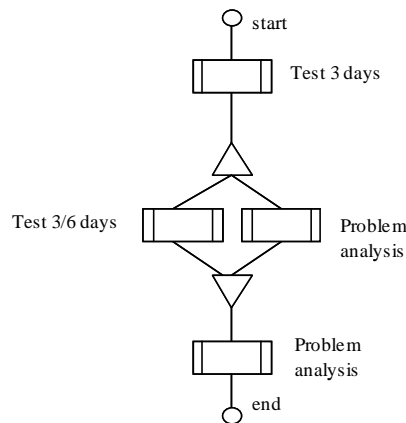 start
Test 3 days
Test 3/6 days
Problem
analysis
Problem
analysis
end